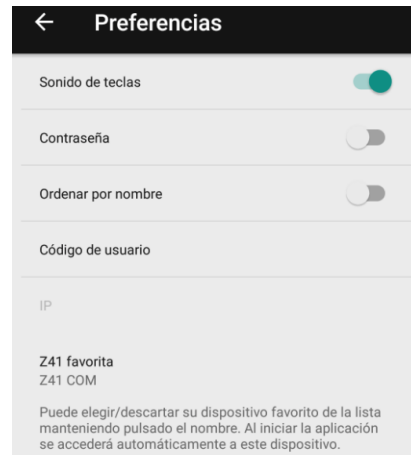 Preferencias
Sonido de teclas
Contraseña
Ordenar por nombre
Código de usuario
IP
Z41 favorita
Z41 COM
Puede elegir/descartar su dispositivo favorito de la lista
manteniendo pulsado el nombre. Al iniciar la aplicación
se accederá automáticamente a este dispositivo.